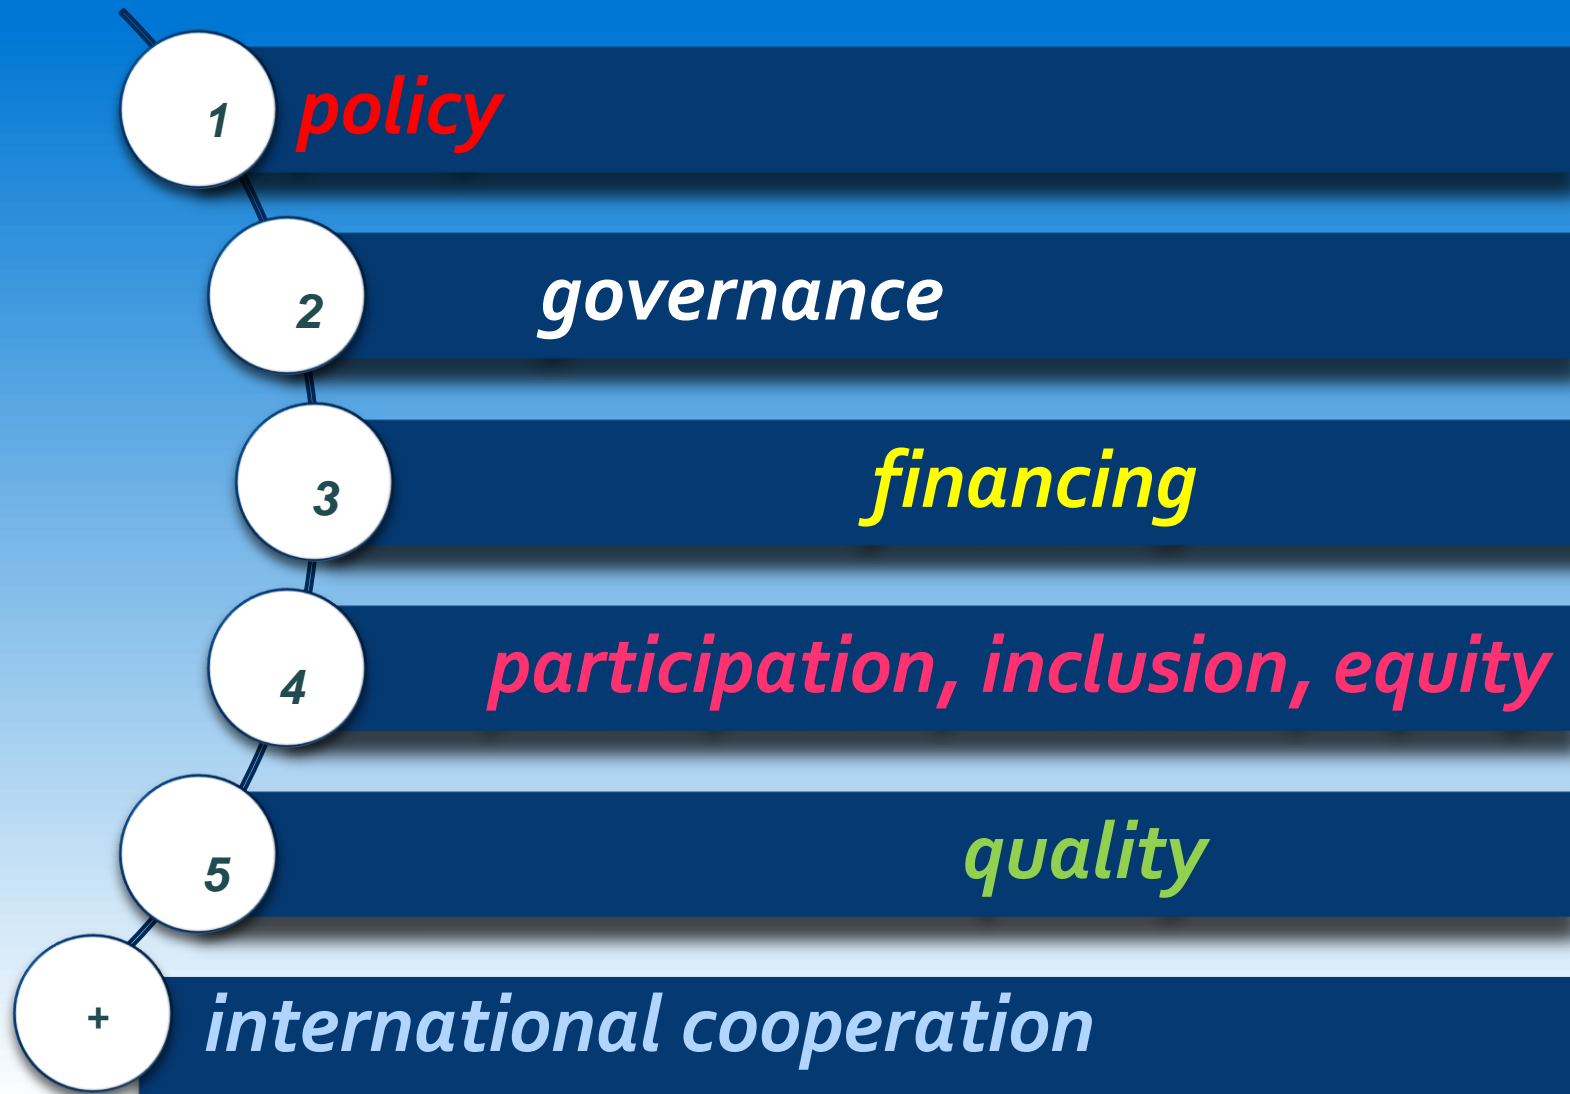 1 policy
2 governance
3 financing
4 participation, inclusion, equity
5 quality
+ international cooperation